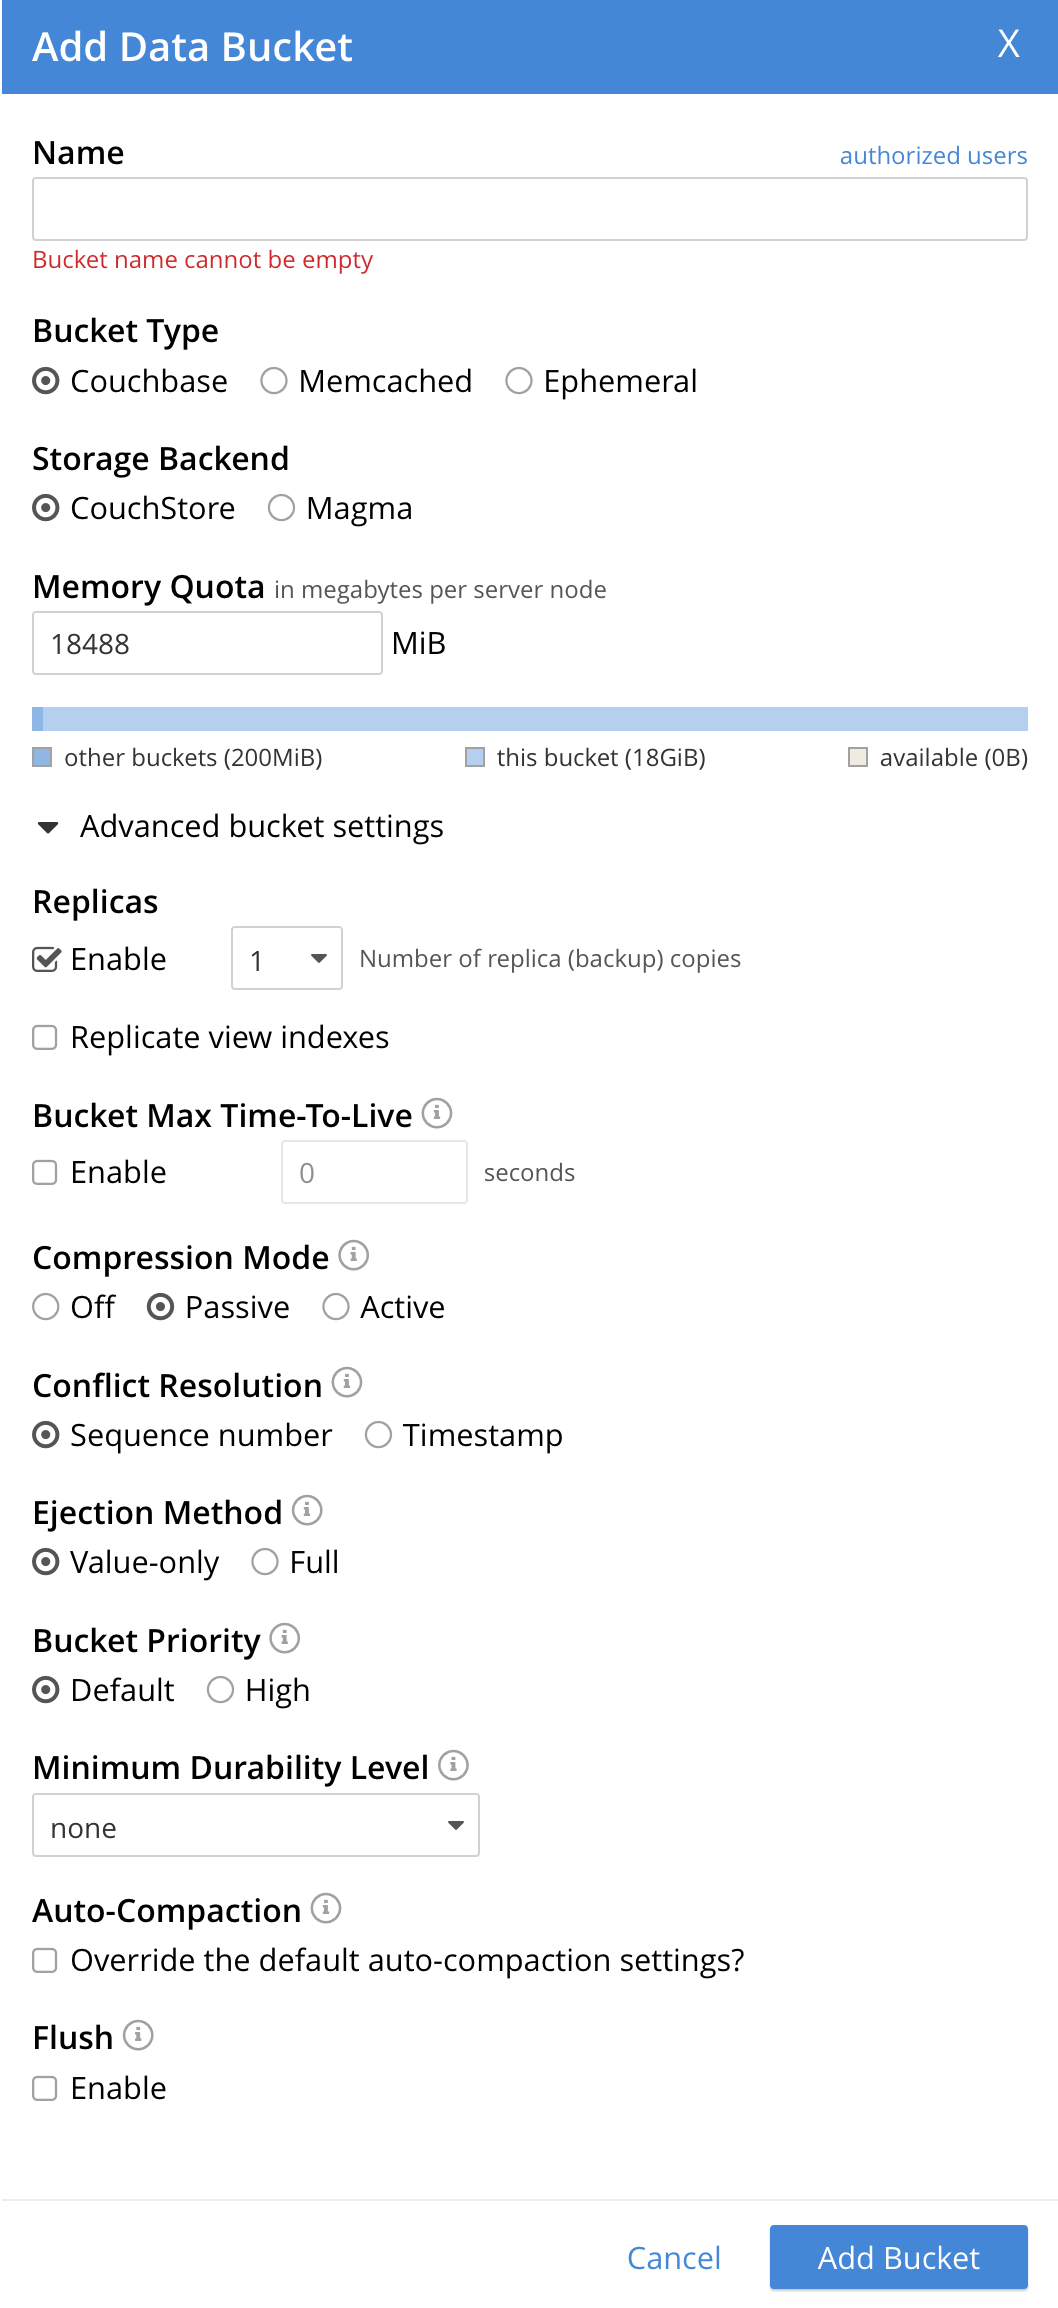 Add Data Bucket X
Name authorized users
Bucket name cannot be empty
Bucket Type
Couchbase Memcached Ephemeral
Storage Backend
CouchStore Magma
Memory Quota in megabytes per server node
18488 MiB
other buckets (200MiB) this bucket (18GiB) available (0B)
Advanced bucket settings
Replicas
Enable 1 Number of replica (backup) copies
Replicate view indexes
Bucket Max Time-To-Live
Enable 0 seconds
Compression Mode
Off Passive Active
Conflict Resolution
Sequence number Timestamp
Ejection Method
Value-only Full
Bucket Priority
Default High
Minimum Durability Level
none
Auto-Compaction
Override the default auto-compaction settings?
Flush
Enable
Cancel Add Bucket